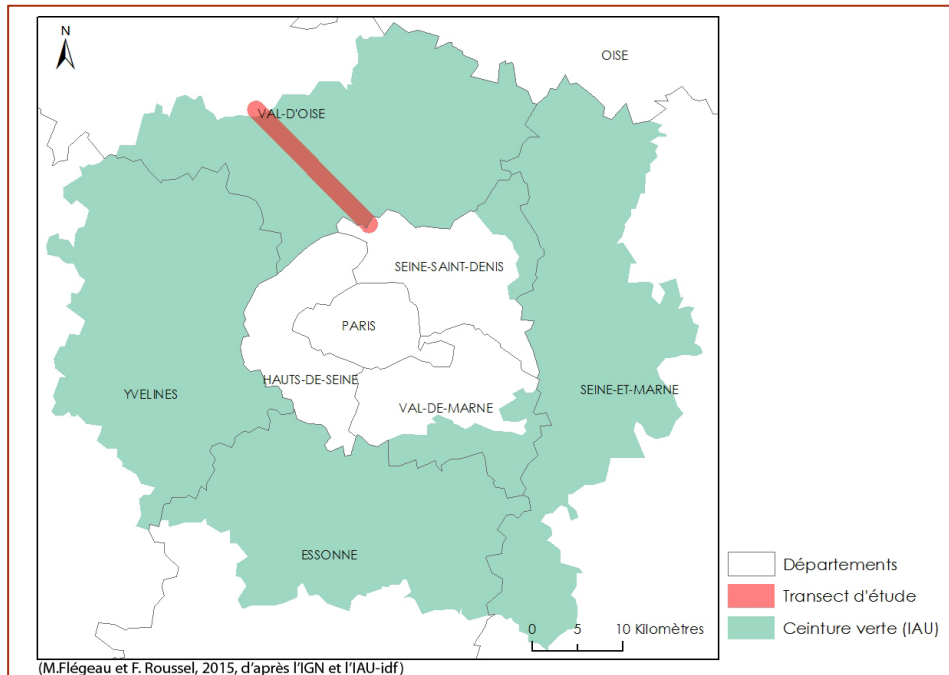 N
OISE
VAL-D'OISE
SEINE-SAINT-DENIS
PARIS
HAUTS-DE-SEINE
YVELINES
SEINE-ET-MARNE
VAL-DE-MARNE
ESSONNE
Départements
Transect d'étude
Ceinture verte (IAU)
0 5 10 Kilomètres
(M.Flégeau et F. Roussel, 2015, d'après l'IGN et l'IAU-idf)